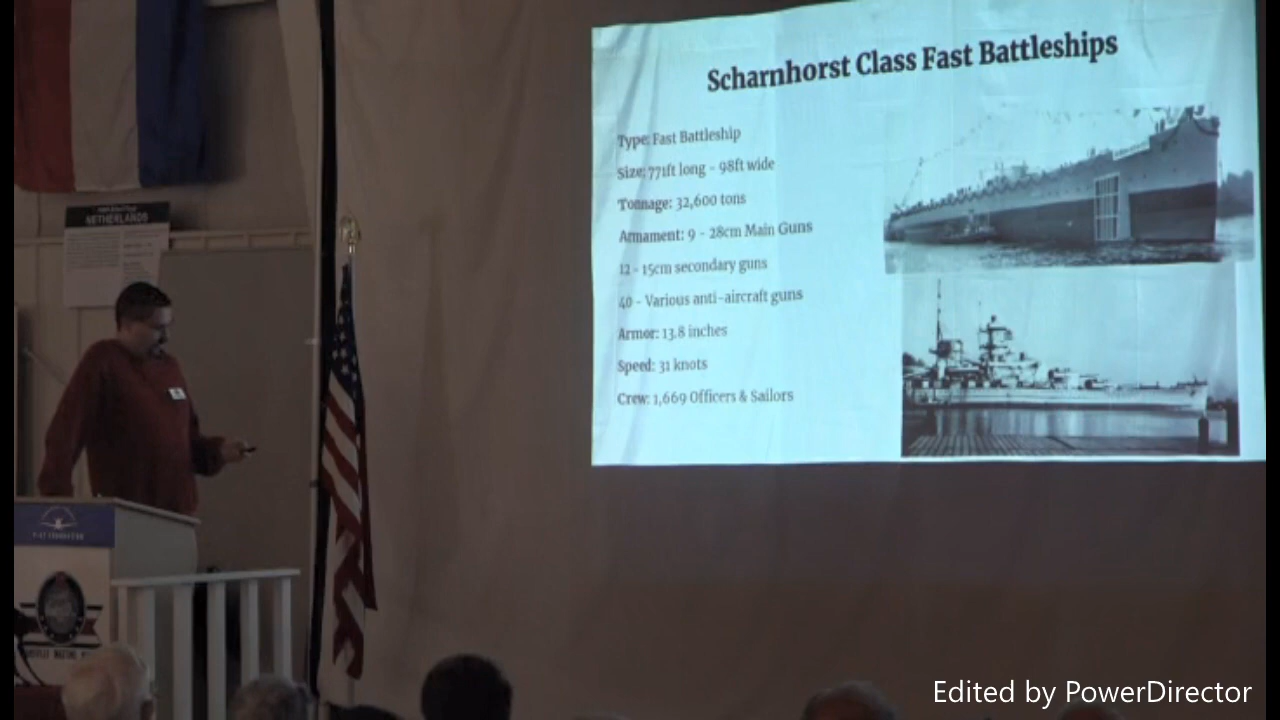 Scharnhorst Class Fast Battleships
Type: Fast Battleship
Size: 771ft long - 98ft wide
Tonnage: 32,600 tons
Armament: 9 - 28cm Main Guns
12 - 15cm secondary guns
40 - Various anti-aircraft guns
Armor: 13.8 inches
Speed: 31 knots
Crew: 1,669 Officers & Sailors
NETHERLANDS
Edited by PowerDirector